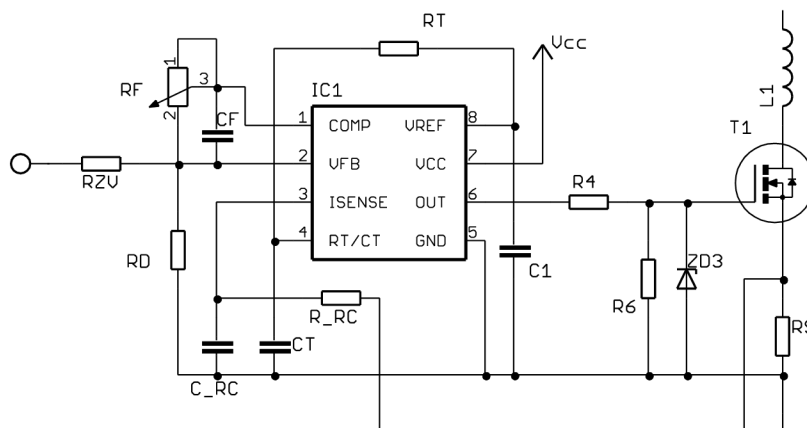 RT
Vcc
1
RF
3
2
IC1
L1
CF
1 COMP VREF 8
T1
2 VFB VCC 7
RZV
3 ISENSE OUT 6
R4
4 RT/CT GND 5
RD
C1
ZD3
R6
R_RC
CT
C_RC